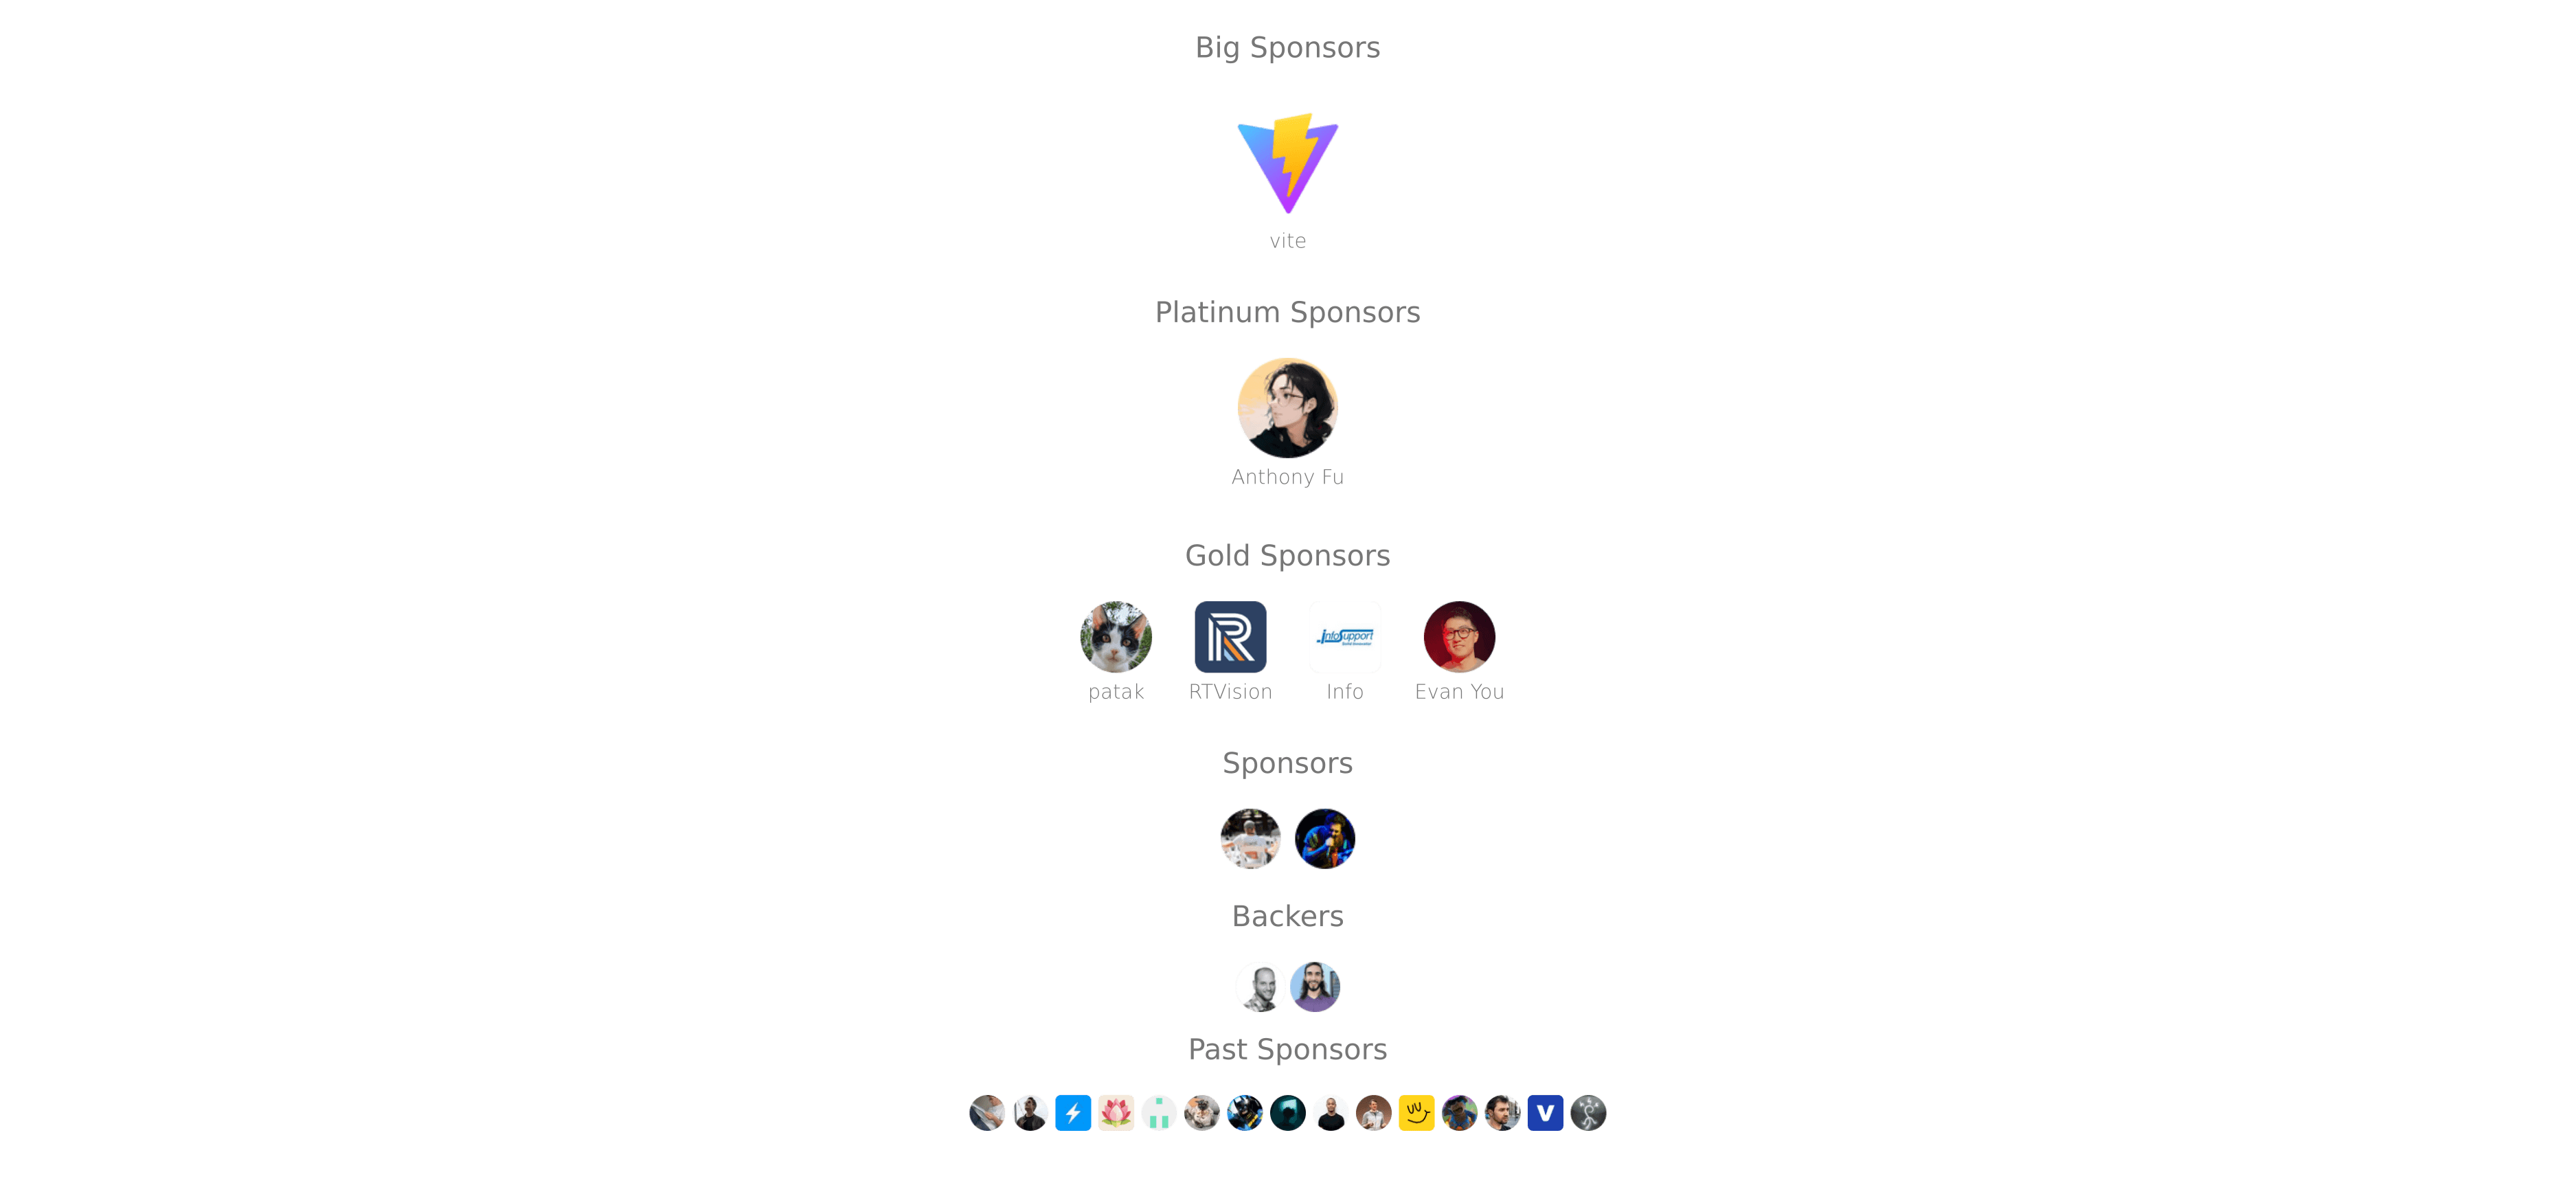 Big Sponsors
vite
Platinum Sponsors
Anthony Fu
Gold Sponsors
R
infoSupport
patak RTVision Info Evan You
Sponsors
Backers
Past Sponsors
V